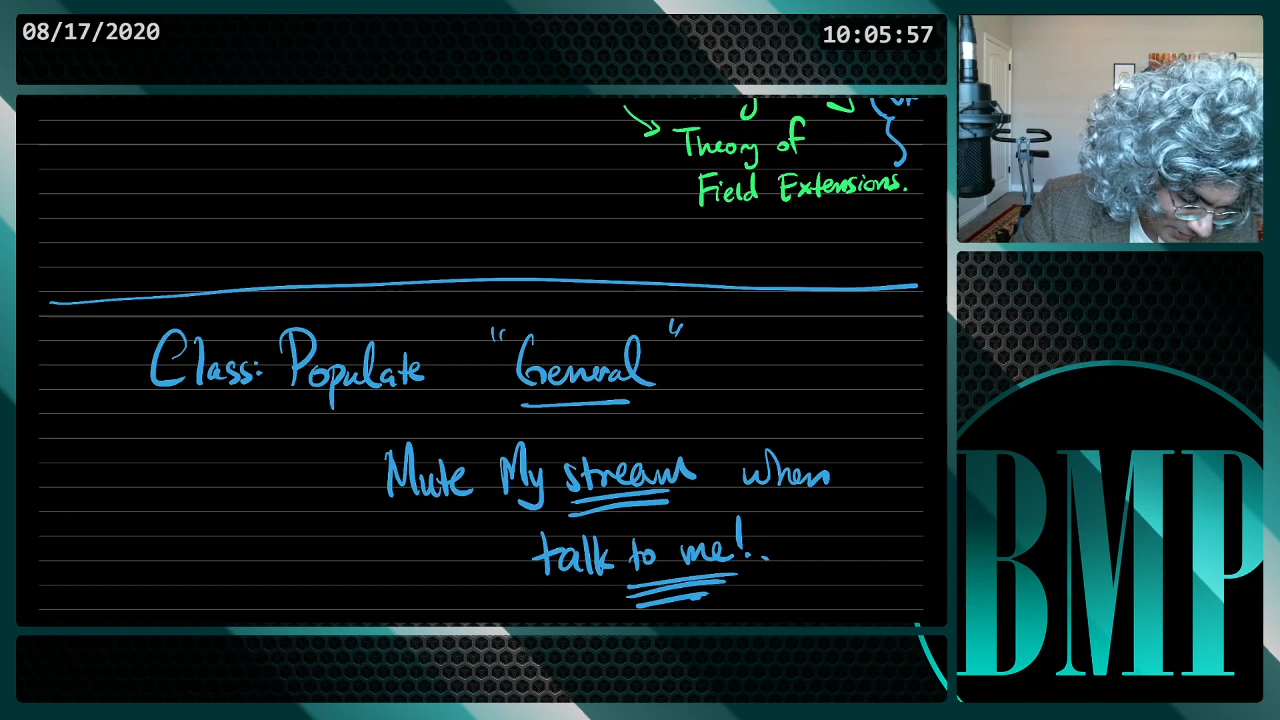 08/17/2020
10:05:57
Theory of
Field Extensions.
Class: Populate "General"
Mute My stream when
talk to me!..
BMP